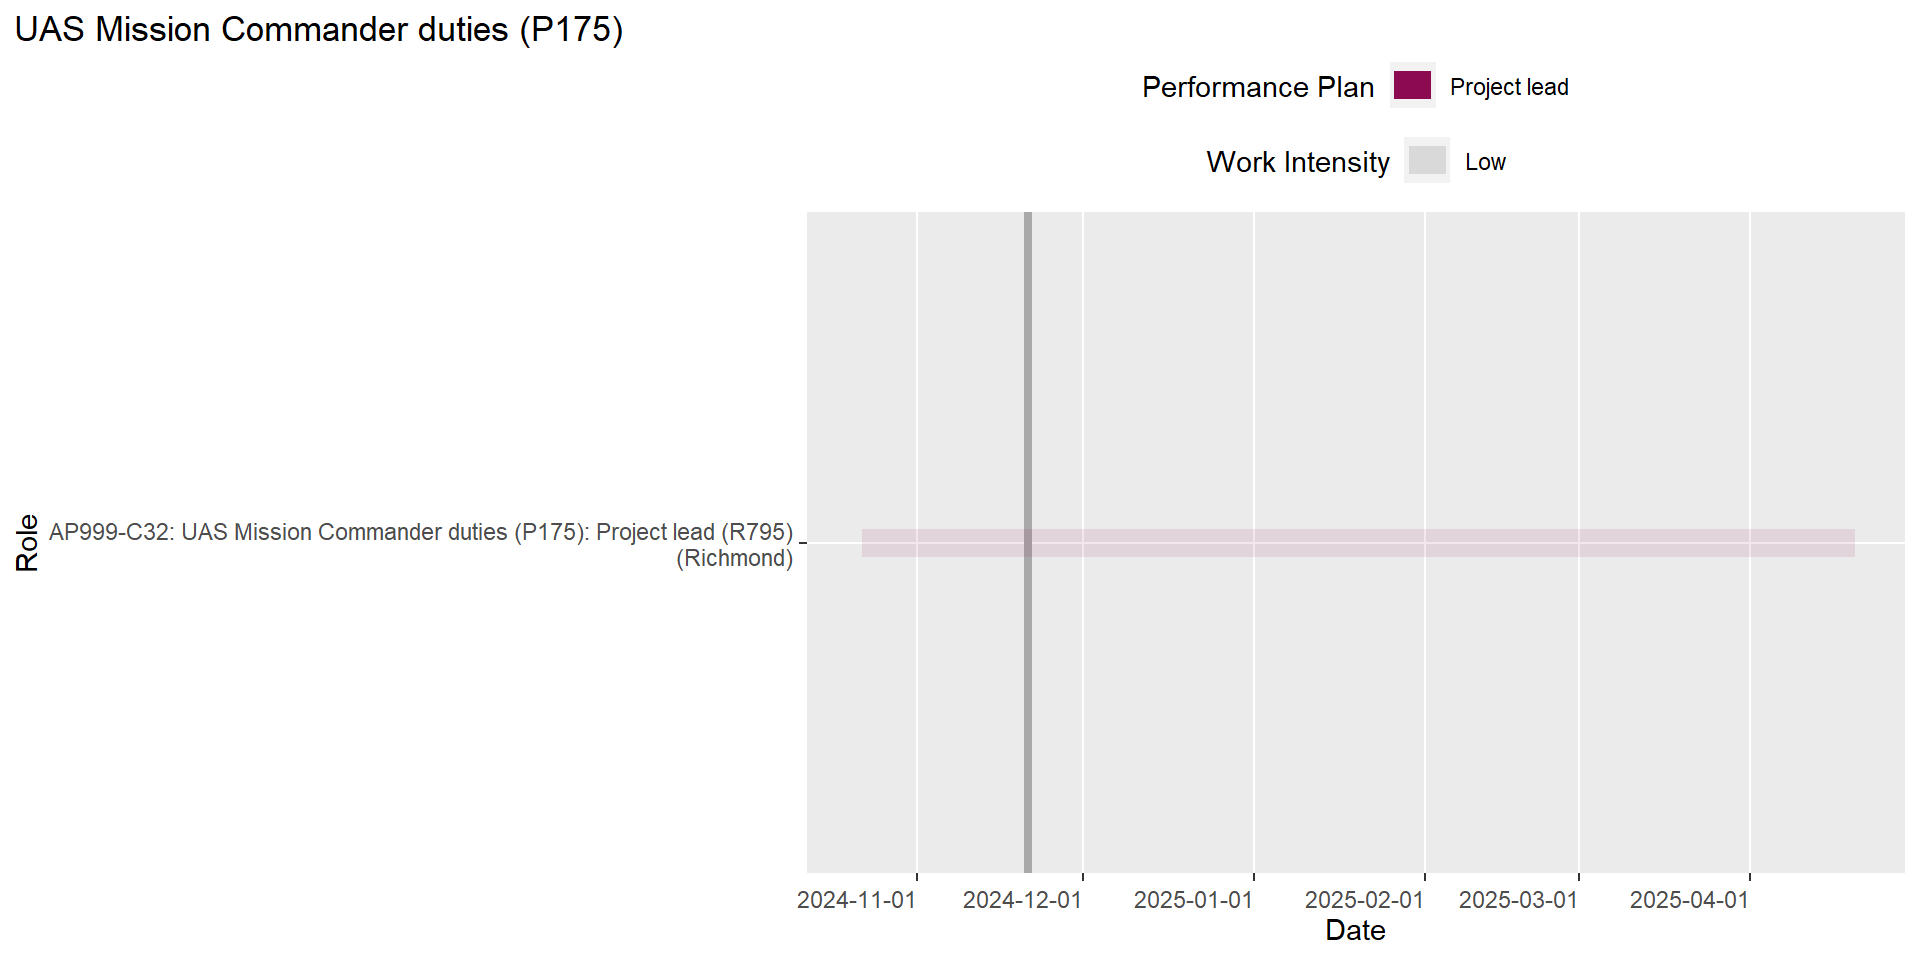 UAS Mission Commander duties (P175)
Performance Plan
Project lead
Work Intensity
Low
Role
AP999-C32: UAS Mission Commander duties (P175): Project lead (R795)
(Richmond)
2024-11-01
2024-12-01
2025-01-01
2025-02-01
2025-03-01
2025-04-01
Date